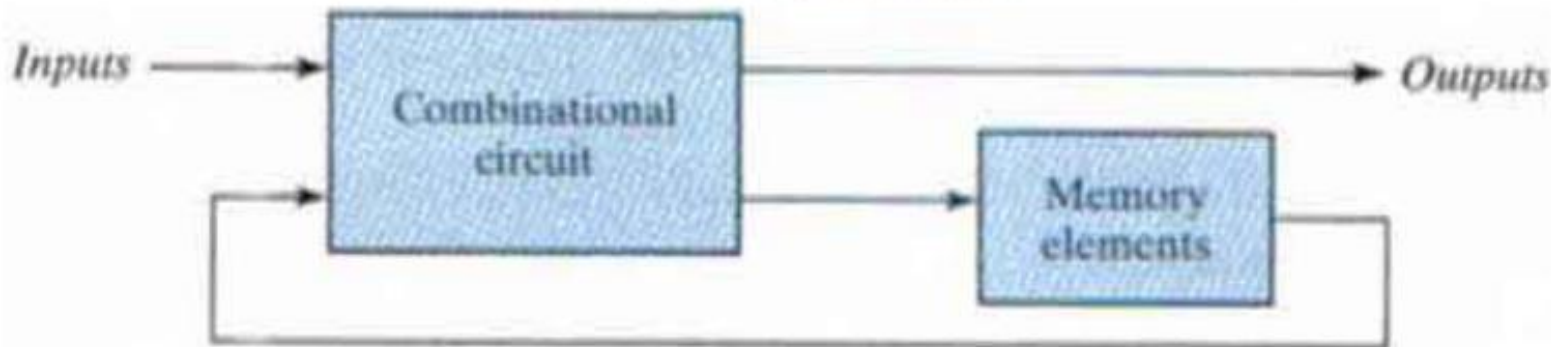 Inputs
Outputs
Combinational
circuit
Memory
elements